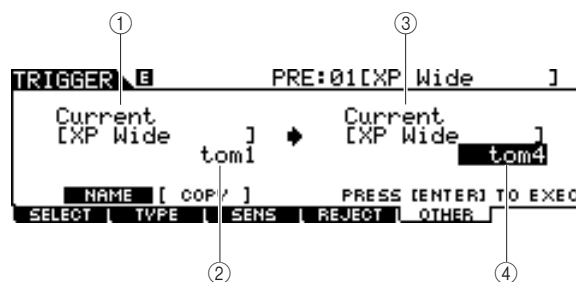 ① ③
TRIGGER E PRE:01[XP Wide ]
Current Current
[XP Wide ] [XP Wide ]
tom1 tom4
NAME [ COPY ] PRESS [ENTER] TO EXEC
SELECT TYPE SENS REJECT OTHER
② ④